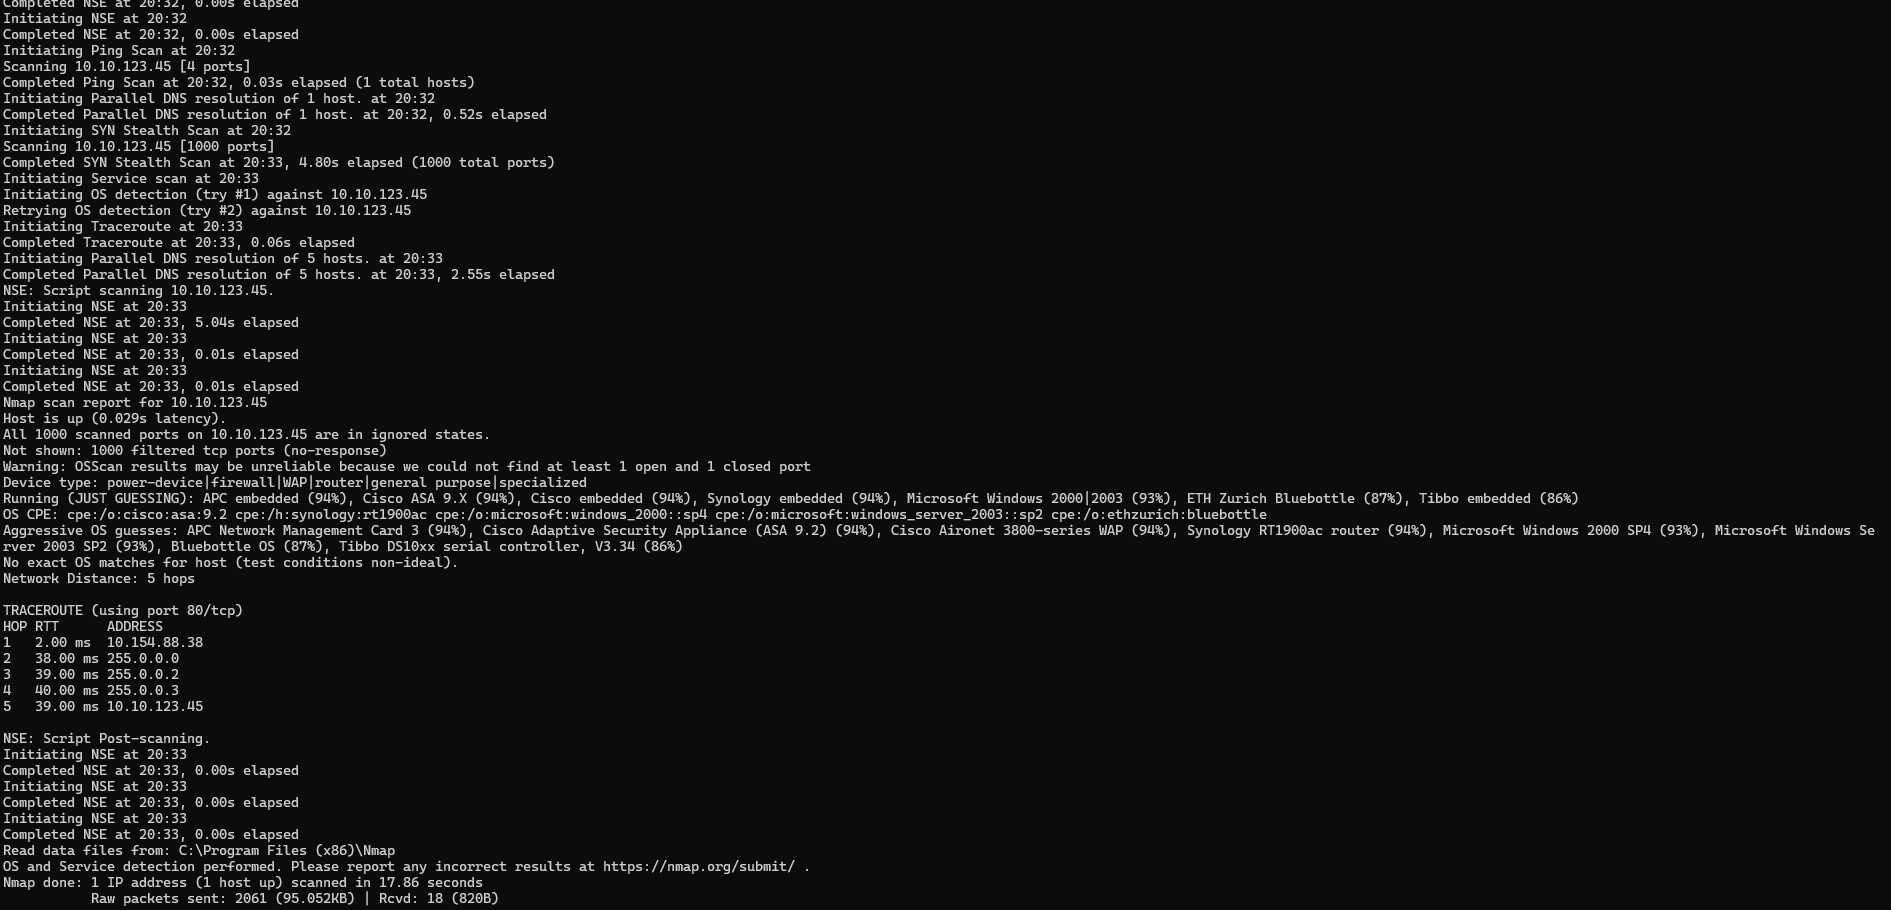 Completed NSE at 20:32, 0.00s elapsed
Initiating NSE at 20:32
Completed NSE at 20:32, 0.00s elapsed
Initiating Ping Scan at 20:32
Scanning 10.10.123.45 [4 ports]
Completed Ping Scan at 20:32, 0.03s elapsed (1 total hosts)
Initiating Parallel DNS resolution of 1 host. at 20:32
Completed Parallel DNS resolution of 1 host. at 20:32, 0.52s elapsed
Initiating SYN Stealth Scan at 20:32
Scanning 10.10.123.45 [1000 ports]
Completed SYN Stealth Scan at 20:33, 4.80s elapsed (1000 total ports)
Initiating Service scan at 20:33
Initiating OS detection (try #1) against 10.10.123.45
Retrying OS detection (try #2) against 10.10.123.45
Initiating Traceroute at 20:33
Completed Traceroute at 20:33, 0.06s elapsed
Initiating Parallel DNS resolution of 5 hosts. at 20:33
Completed Parallel DNS resolution of 5 hosts. at 20:33, 2.55s elapsed
NSE: Script scanning 10.10.123.45.
Initiating NSE at 20:33
Completed NSE at 20:33, 5.04s elapsed
Initiating NSE at 20:33
Completed NSE at 20:33, 0.01s elapsed
Initiating NSE at 20:33
Completed NSE at 20:33, 0.01s elapsed
Nmap scan report for 10.10.123.45
Host is up (0.029s latency).
All 1000 scanned ports on 10.10.123.45 are in ignored states.
Not shown: 1000 filtered tcp ports (no-response)
Warning: OSScan results may be unreliable because we could not find at least 1 open and 1 closed port
Device type: power-device|firewall|WAP|router|general purpose|specialized
Running (JUST GUESSING): APC embedded (94%), Cisco ASA 9.X (94%), Cisco embedded (94%), Synology embedded (94%), Microsoft Windows 2000|2003 (93%), ETH Zurich Bluebottle (87%), Tibbo embedded (86%)
OS CPE: cpe:/o:cisco:asa:9.2 cpe:/h:synology:rt1900ac cpe:/o:microsoft:windows_2000::sp4 cpe:/o:microsoft:windows_server_2003::sp2 cpe:/o:ethzurich:bluebottle
Aggressive OS guesses: APC Network Management Card 3 (94%), Cisco Adaptive Security Appliance (ASA 9.2) (94%), Cisco Aironet 3800-series WAP (94%), Synology RT1900ac router (94%), Microsoft Windows 2000 SP4 (93%), Microsoft Windows Se
rver 2003 SP2 (93%), Bluebottle OS (87%), Tibbo DS10xx serial controller, V3.34 (86%)
No exact OS matches for host (test conditions non-ideal).
Network Distance: 5 hops
TRACEROUTE (using port 80/tcp)
HOP RTT      ADDRESS
1   2.00 ms  10.154.88.38
2   38.00 ms 255.0.0.0
3   39.00 ms 255.0.0.2
4   40.00 ms 255.0.0.3
5   39.00 ms 10.10.123.45
NSE: Script Post-scanning.
Initiating NSE at 20:33
Completed NSE at 20:33, 0.00s elapsed
Initiating NSE at 20:33
Completed NSE at 20:33, 0.00s elapsed
Initiating NSE at 20:33
Completed NSE at 20:33, 0.00s elapsed
Read data files from: C:\Program Files (x86)\Nmap
OS and Service detection performed. Please report any incorrect results at https://nmap.org/submit/ .
Nmap done: 1 IP address (1 host up) scanned in 17.86 seconds
           Raw packets sent: 2061 (95.052KB) | Rcvd: 18 (820B)